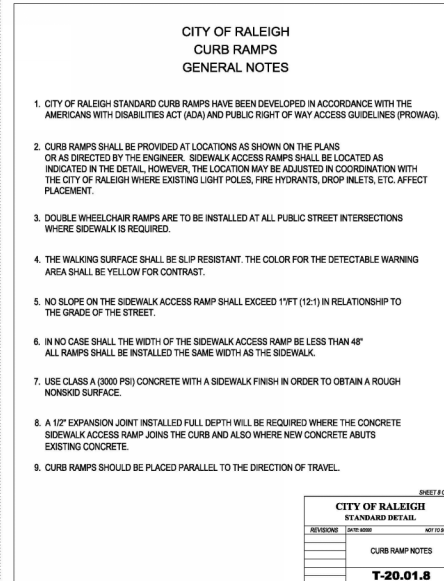 CITY OF RALEIGH
CURB RAMPS
GENERAL NOTES
1. CITY OF RALEIGH STANDARD CURB RAMPS HAVE BEEN DEVELOPED IN ACCORDANCE WITH THE
AMERICANS WITH DISABILITIES ACT (ADA) AND PUBLIC RIGHT OF WAY ACCESS GUIDELINES (PROWAG).
2. CURB RAMPS SHALL BE PROVIDED AT LOCATIONS AS SHOWN ON THE PLANS
OR AS DIRECTED BY THE ENGINEER. SIDEWALK ACCESS RAMPS SHALL BE LOCATED AS
INDICATED IN THE DETAIL, HOWEVER, THE LOCATION MAY BE ADJUSTED IN COORDINATION WITH
THE CITY OF RALEIGH WHERE EXISTING LIGHT POLES, FIRE HYDRANTS, DROP INLETS, ETC. AFFECT
PLACEMENT.
3. DOUBLE WHEELCHAIR RAMPS ARE TO BE INSTALLED AT ALL PUBLIC STREET INTERSECTIONS
WHERE SIDEWALK IS REQUIRED.
4. THE WALKING SURFACE SHALL BE SLIP RESISTANT. THE COLOR FOR THE DETECTABLE WARNING
AREA SHALL BE YELLOW FOR CONTRAST.
5. NO SLOPE ON THE SIDEWALK ACCESS RAMP SHALL EXCEED 1"/FT (12:1) IN RELATIONSHIP TO
THE GRADE OF THE STREET.
6. IN NO CASE SHALL THE WIDTH OF THE SIDEWALK ACCESS RAMP BE LESS THAN 48"
ALL RAMPS SHALL BE INSTALLED THE SAME WIDTH AS THE SIDEWALK.
7. USE CLASS A (3000 PSI) CONCRETE WITH A SIDEWALK FINISH IN ORDER TO OBTAIN A ROUGH
NONSKID SURFACE.
8. A 1/2" EXPANSION JOINT INSTALLED FULL DEPTH WILL BE REQUIRED WHERE THE CONCRETE
SIDEWALK ACCESS RAMP JOINS THE CURB AND ALSO WHERE NEW CONCRETE ABUTS
EXISTING CONCRETE.
9. CURB RAMPS SHOULD BE PLACED PARALLEL TO THE DIRECTION OF TRAVEL.
SHEET 8
CITY OF RALEIGH
STANDARD DETAIL
REVISIONS DATE: NOT TO
CURB RAMP NOTES
T-20.01.8